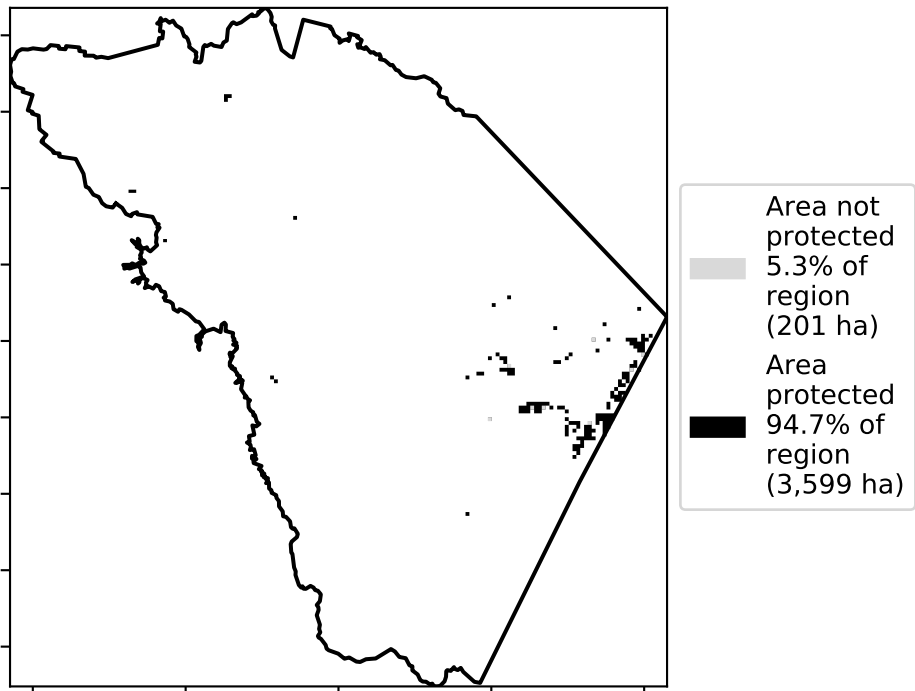 Area not
protected
5.3% of
region
(201 ha)
Area
protected
94.7% of
region
(3,599 ha)